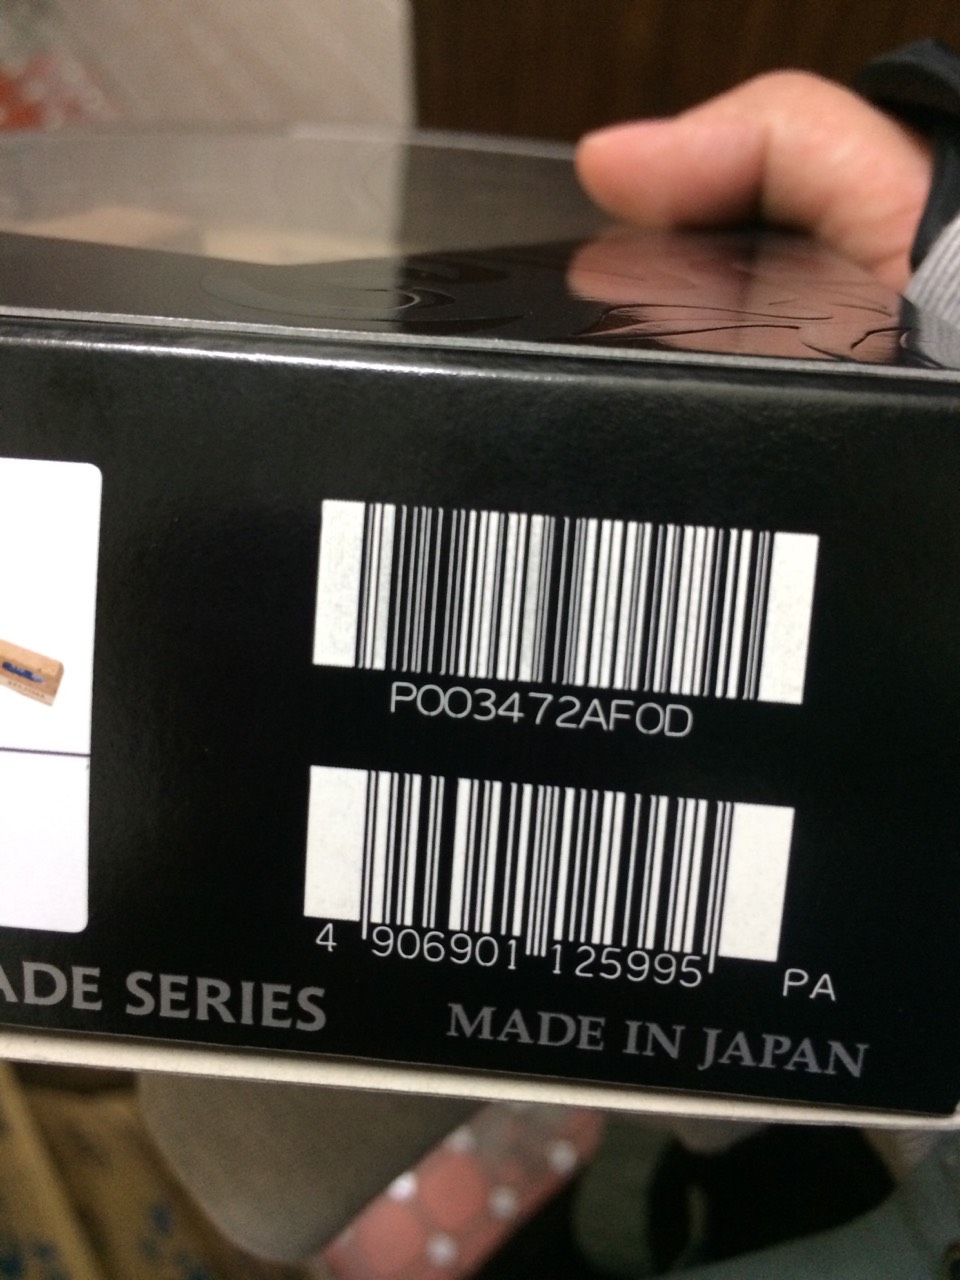 P003472AF0D
4 906901 125995 PA
ADE SERIES
MADE IN JAPAN